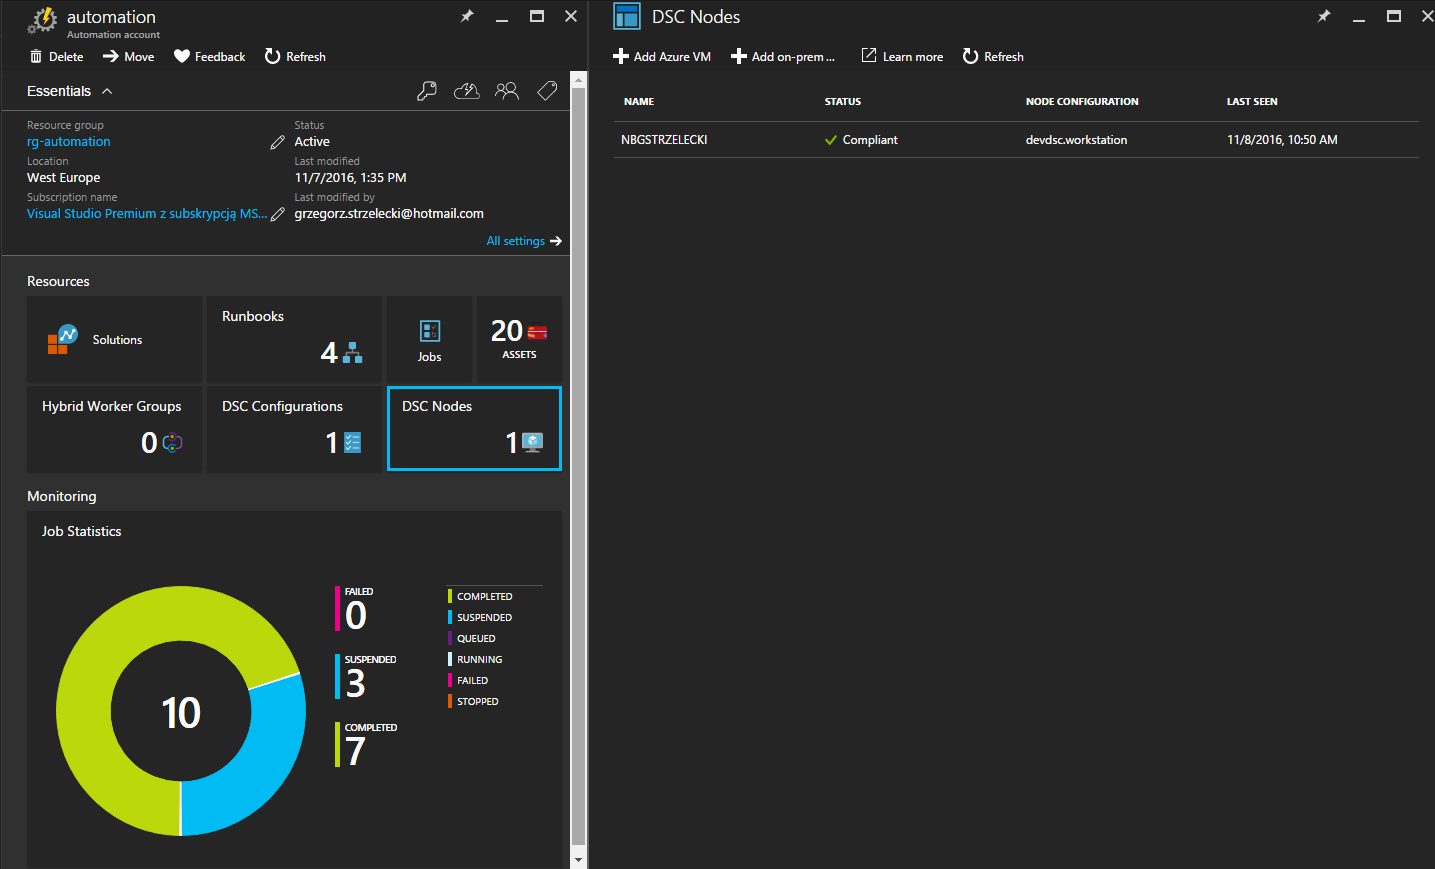 automation
Automation account
Delete Move Feedback Refresh
Essentials
Resource group
rg-automation
Status
Active
Location
West Europe
Last modified
11/7/2016, 1:35 PM
Subscription name
Visual Studio Premium z subskrypcją MS...
Last modified by
grzegorz.strzelecki@hotmail.com
All settings
Resources
Solutions
Runbooks
4
Jobs
20
ASSETS
Hybrid Worker Groups
0
DSC Configurations
1
DSC Nodes
1
Monitoring
Job Statistics
10
FAILED
0
SUSPENDED
3
COMPLETED
7
COMPLETED
SUSPENDED
QUEUED
RUNNING
FAILED
STOPPED
DSC Nodes
Add Azure VM Add on-prem ... Learn more Refresh
NAME STATUS NODE CONFIGURATION LAST SEEN
NBGSTRZELECKI Compliant devdsc.workstation 11/8/2016, 10:50 AM